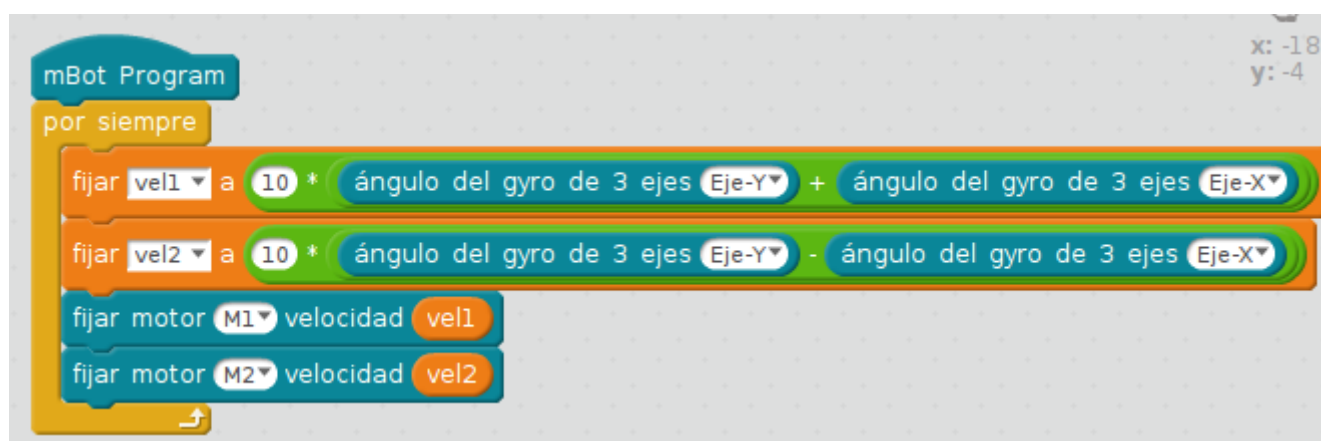 x: -18
y: -4
mBot Program
por siempre
fijar vel1 a 10 * ángulo del gyro de 3 ejes Eje-Y + ángulo del gyro de 3 ejes Eje-X
fijar vel2 a 10 * ángulo del gyro de 3 ejes Eje-Y - ángulo del gyro de 3 ejes Eje-X
fijar motor M1 velocidad vel1
fijar motor M2 velocidad vel2